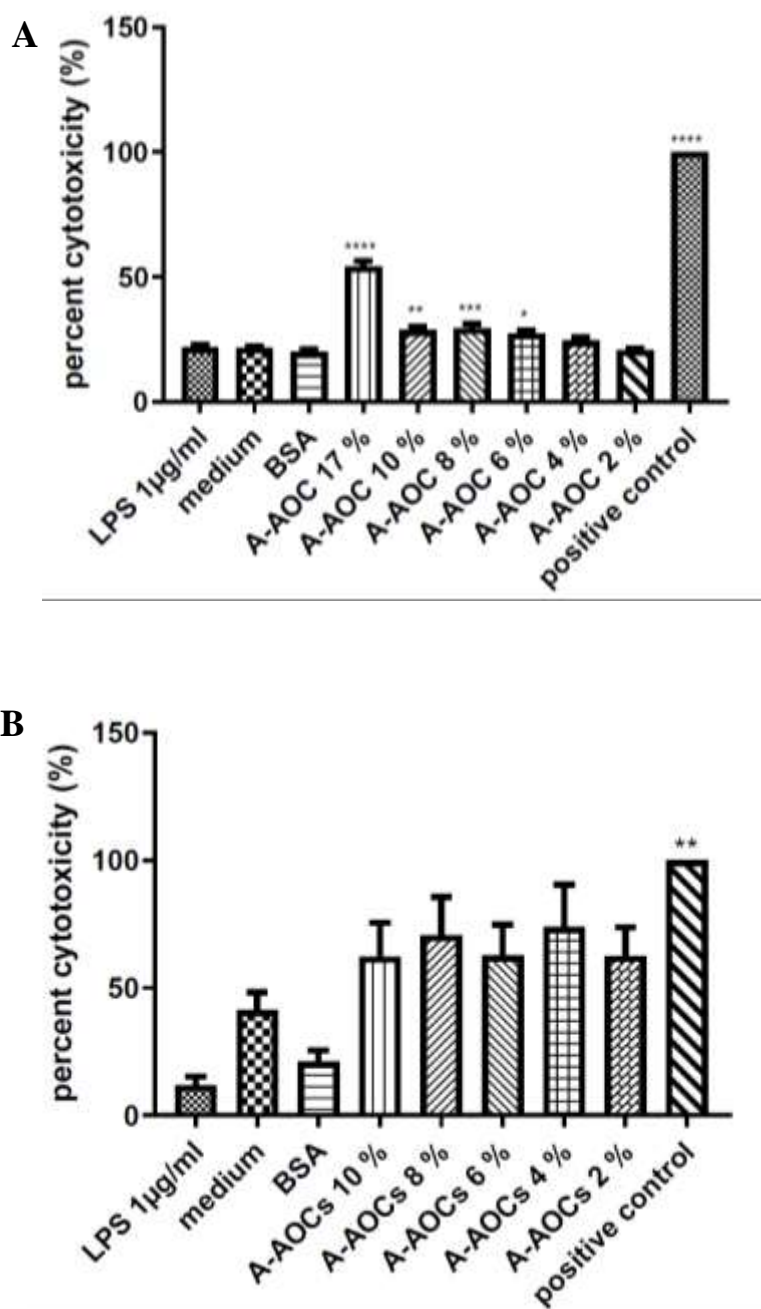 A
150
100
50
0
percent cytotoxicity (%)
****
**
***
*
****
LPS 1µg/ml
medium
BSA
A-AOC 17 %
A-AOC 10 %
A-AOC 8 %
A-AOC 6 %
A-AOC 4 %
A-AOC 2 %
positive control
B
150
100
50
0
percent cytotoxicity (%)
**
LPS 1µg/ml
medium
BSA
A-AOCs 10 %
A-AOCs 8 %
A-AOCs 6 %
A-AOCs 4 %
A-AOCs 2 %
positive control